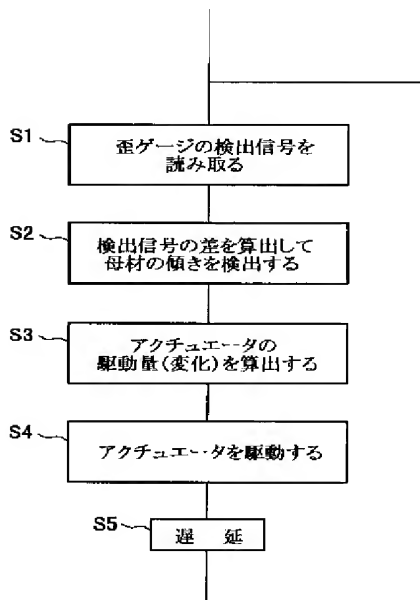 S1
歪ゲージの検出信号を
読み取る
S2
検出信号の差を算出して
母材の傾きを検出する
S3
アクチュエータの
駆動量(変化)を算出する
S4
アクチュエータを駆動する
S5
遅 延